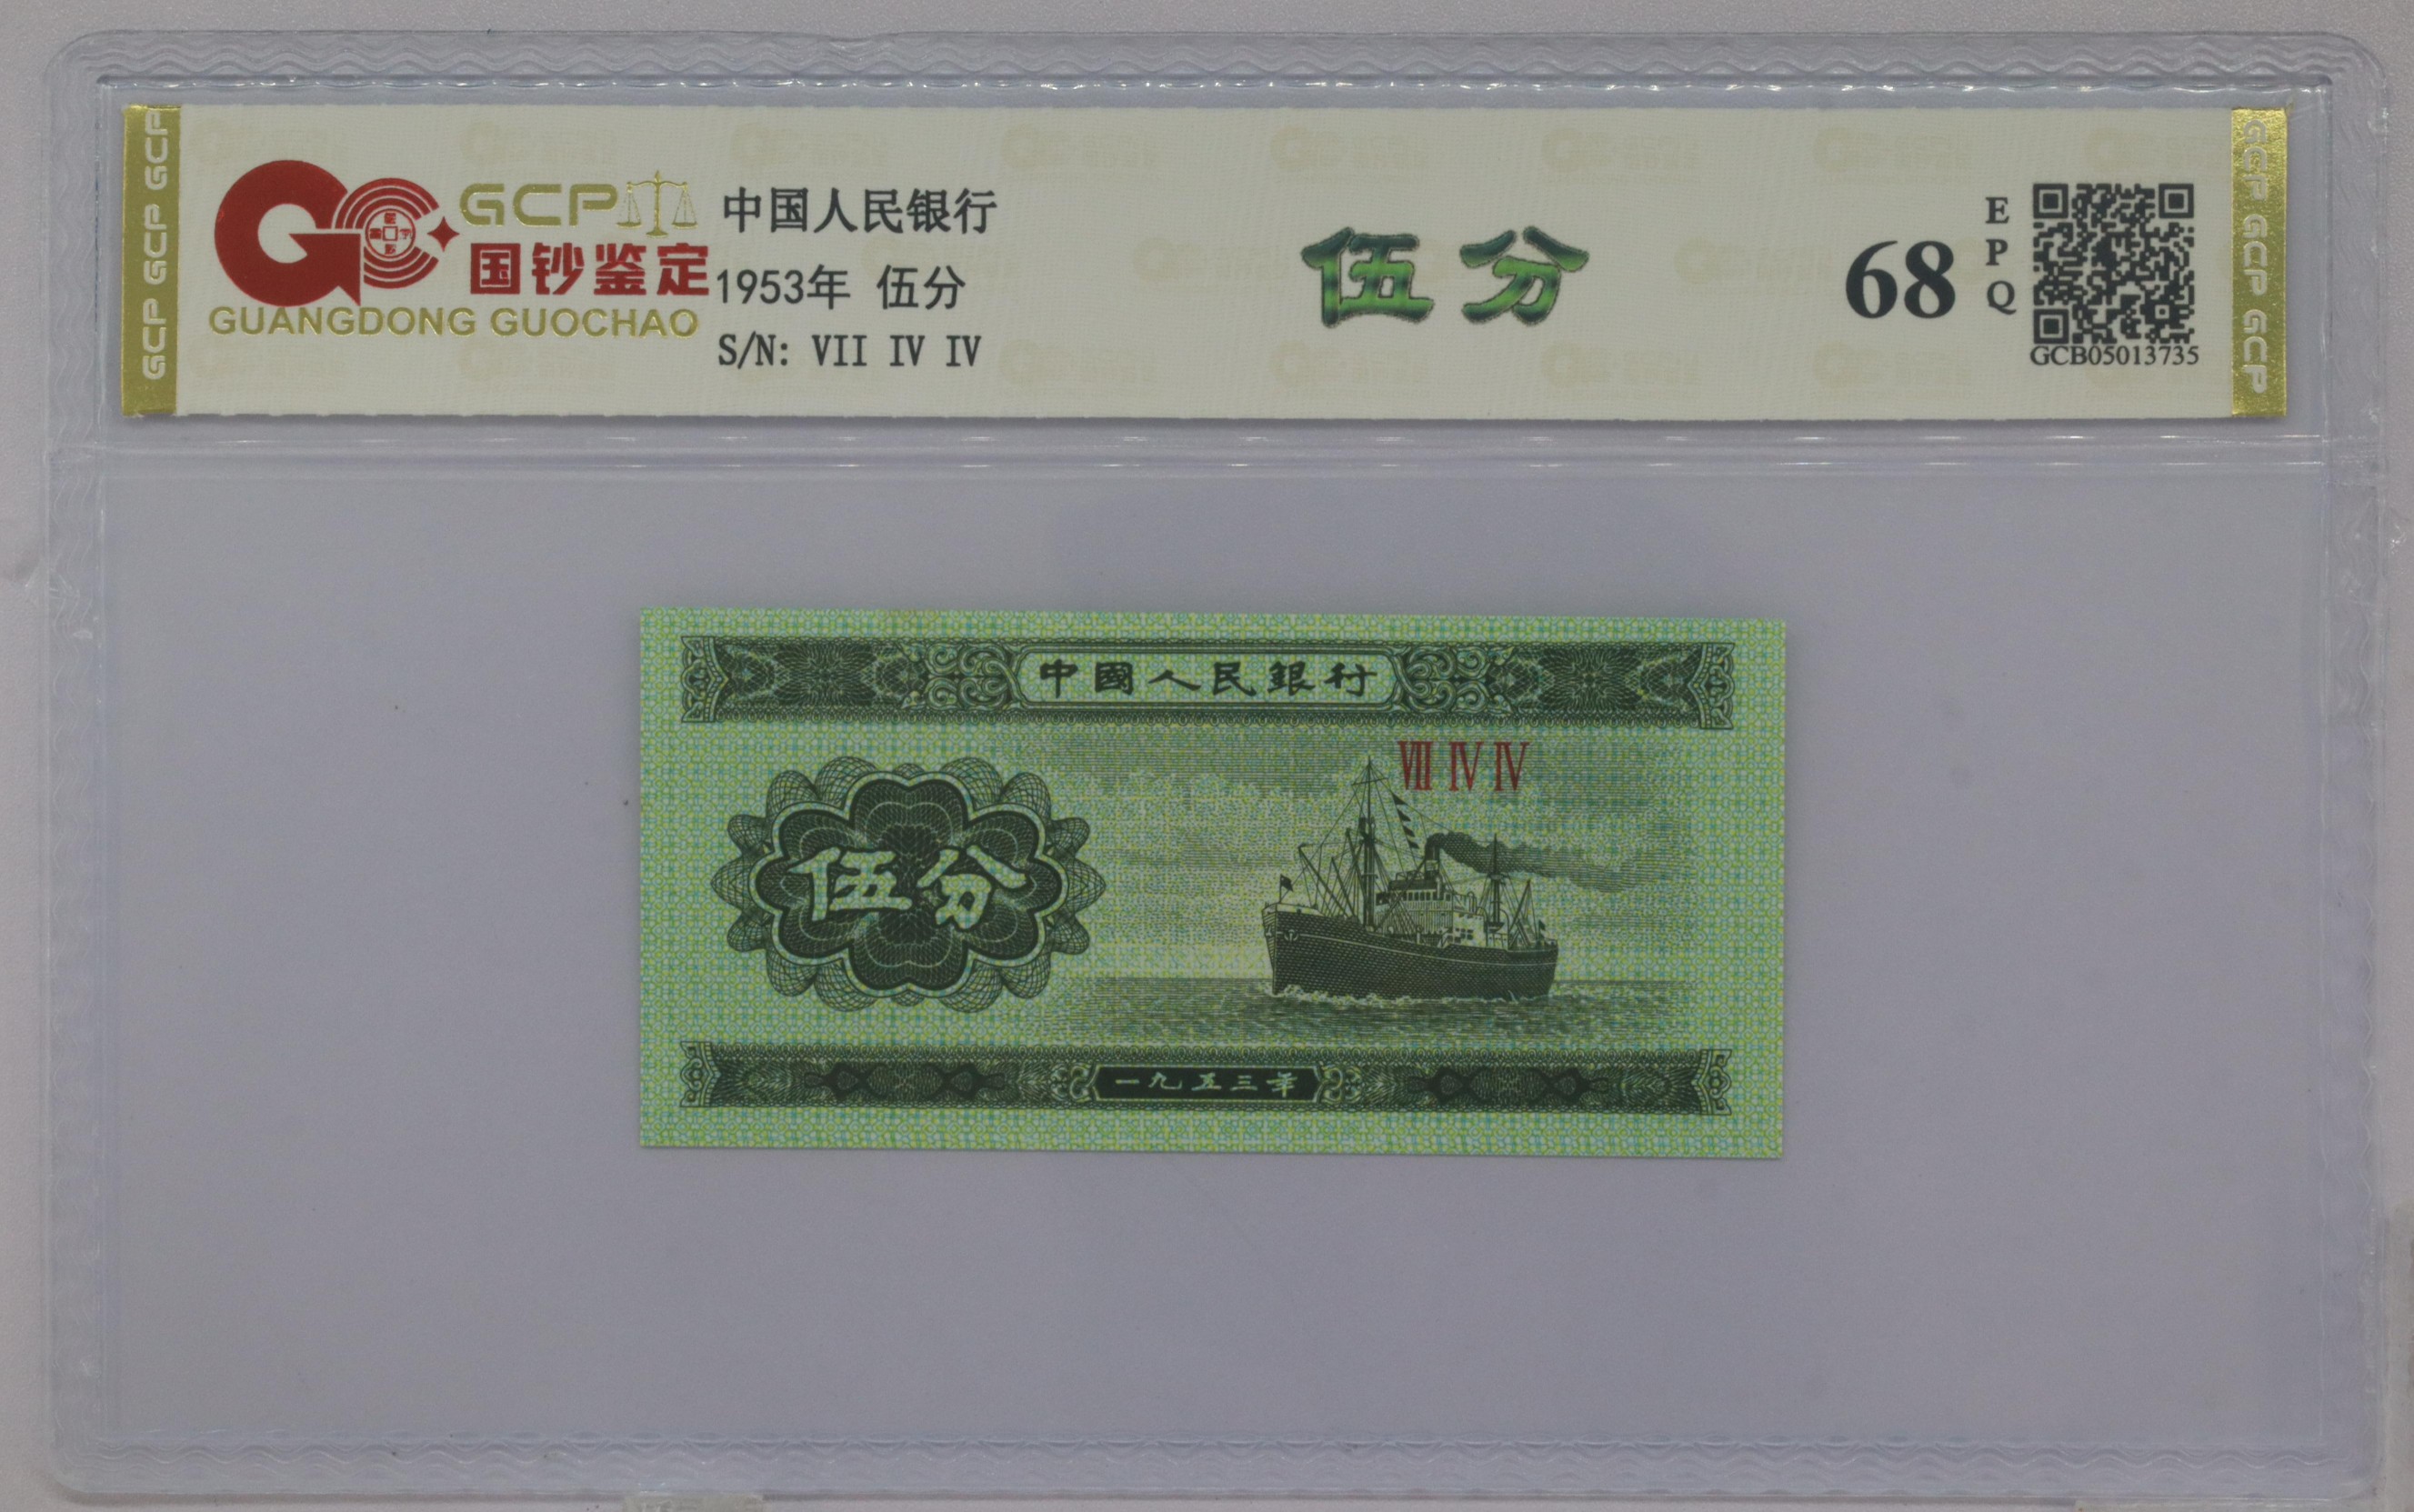 GCP GCP GCP
GCP
国钞鉴定
GUANGDONG GUOCHAO
中国人民银行
1953年 伍分
S/N: VII IV IV
伍分
68
EPQ
GCB05013735
GCP GCP GCP GCP
中國人民銀行
VII IV IV
伍分
一九五三年